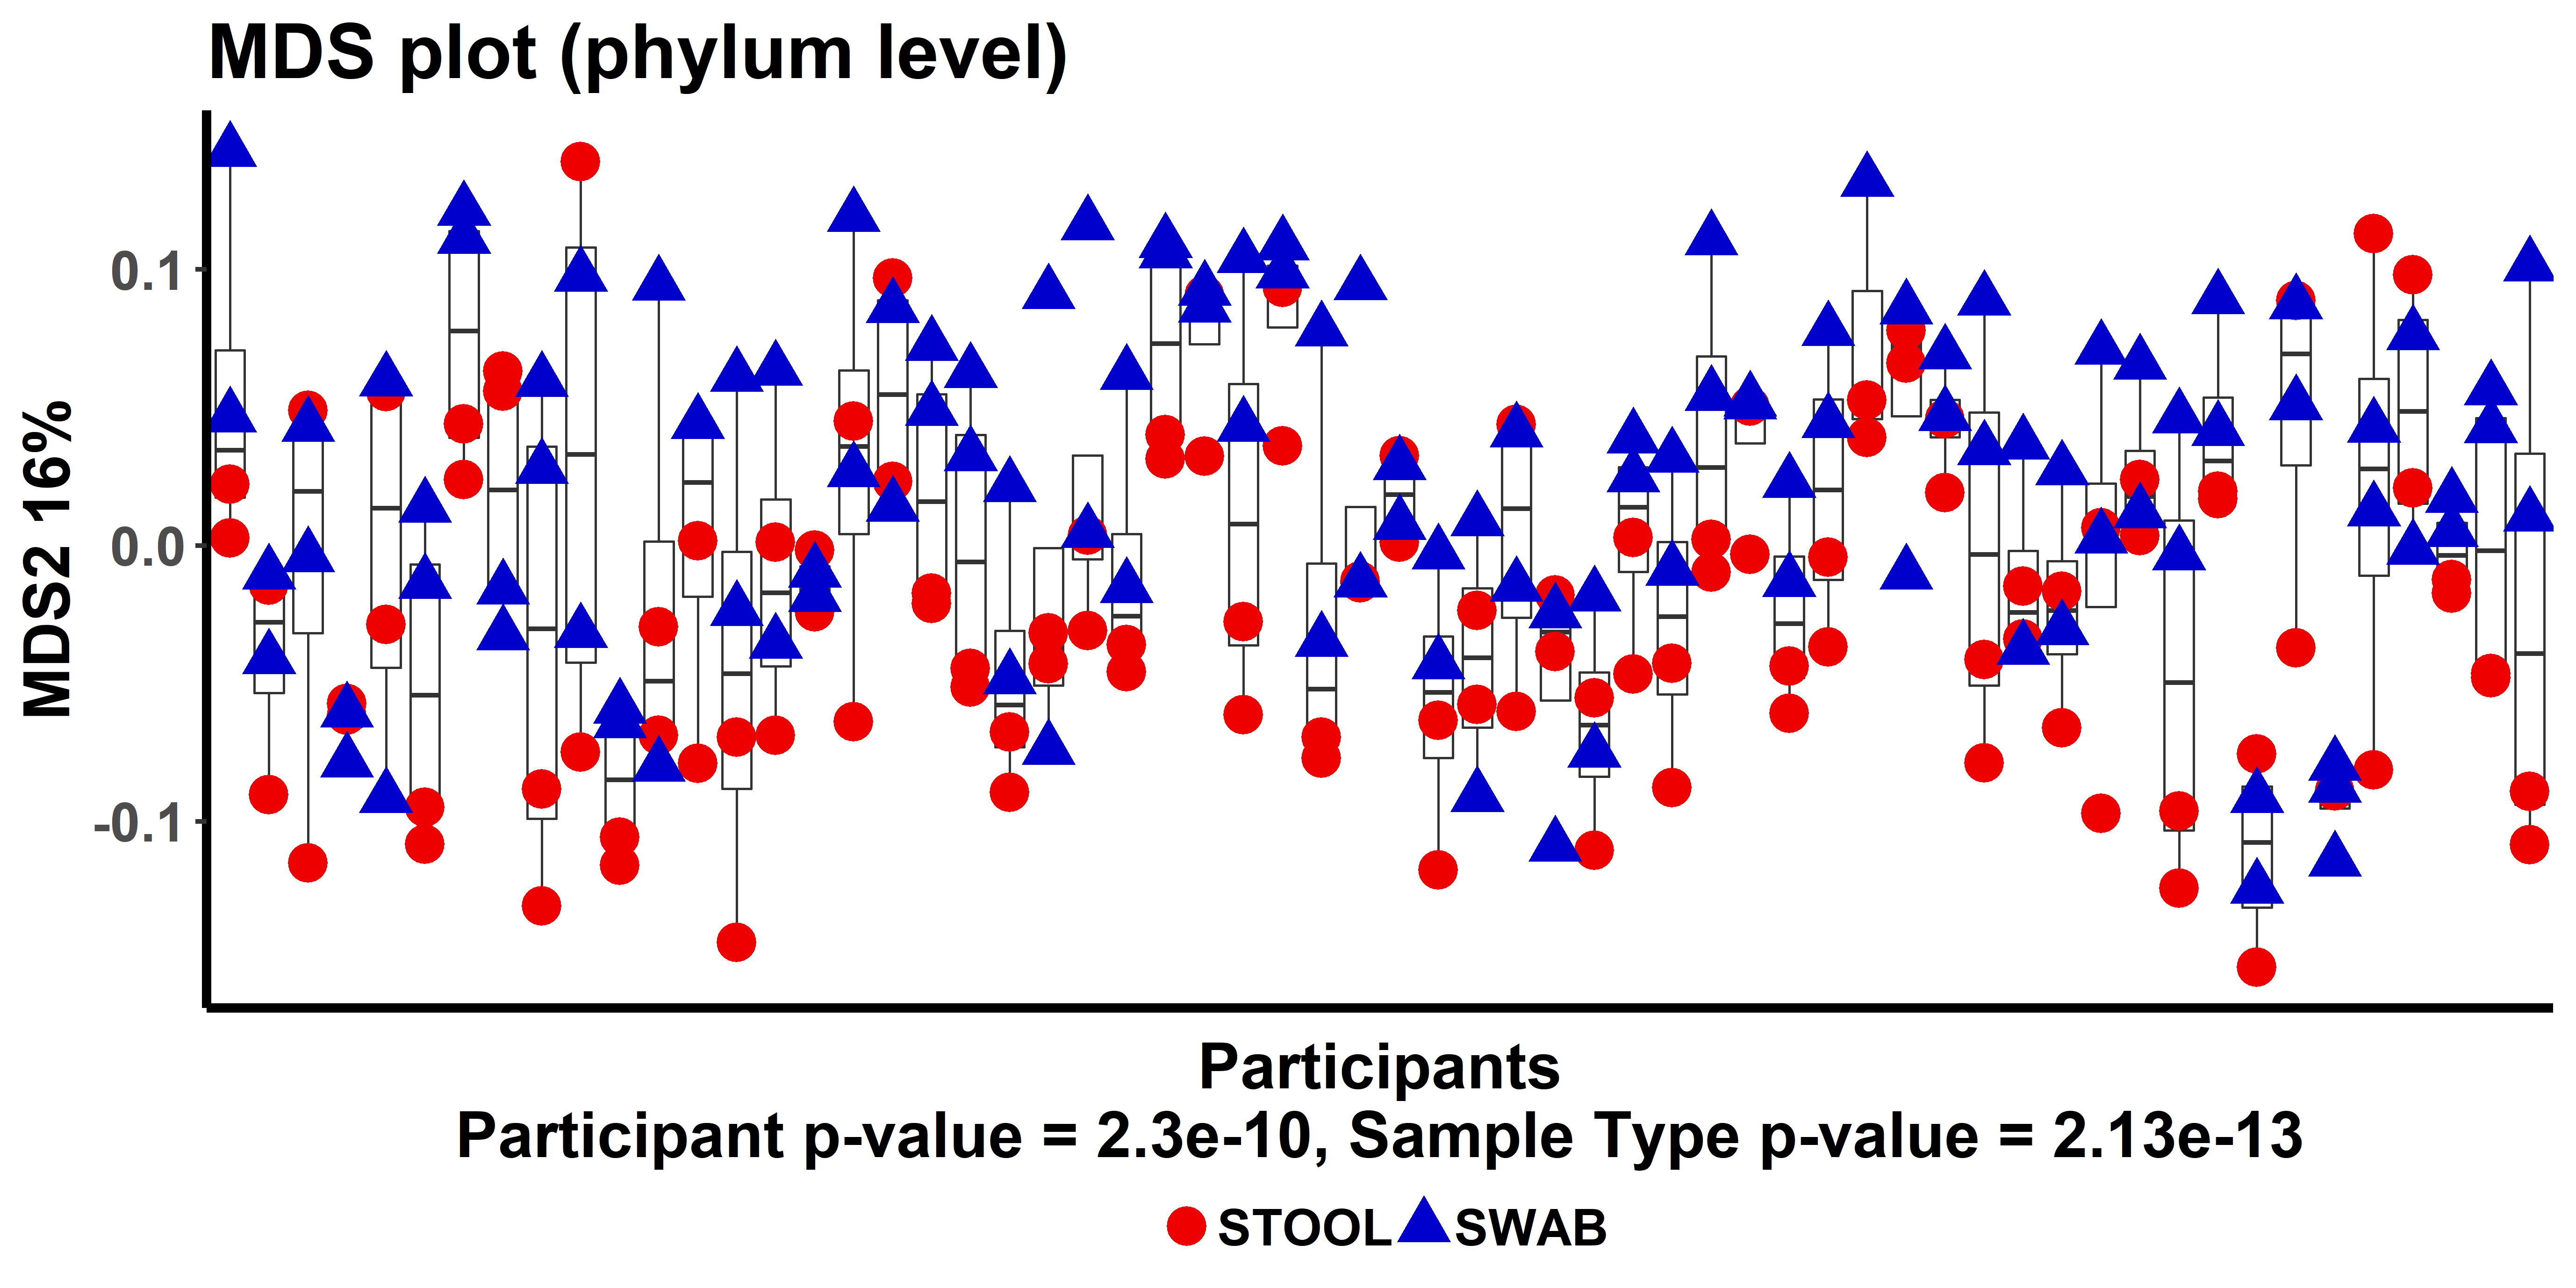 MDS plot (phylum level)
MDS2 16%
0.1
0.0
-0.1
Participants
Participant p-value = 2.3e-10, Sample Type p-value = 2.13e-13
STOOL SWAB